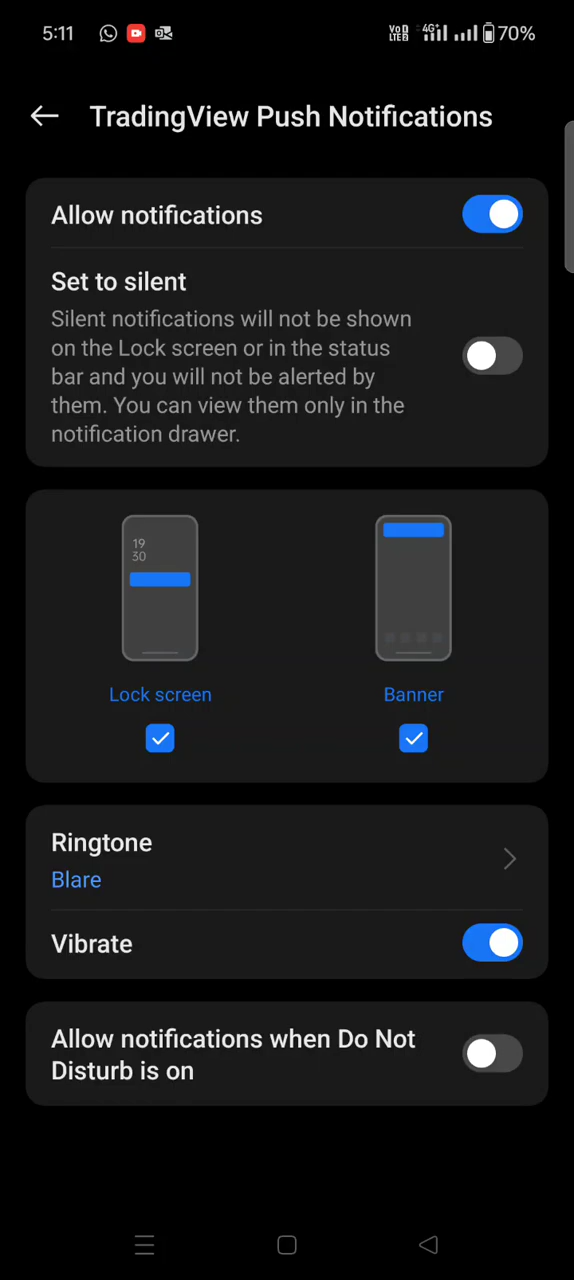 5:11
VoD LTE2 4G+ 70%
TradingView Push Notifications
Allow notifications
Set to silent
Silent notifications will not be shown
on the Lock screen or in the status
bar and you will not be alerted by
them. You can view them only in the
notification drawer.
19
30
Lock screen
Banner
Ringtone
Blare
Vibrate
Allow notifications when Do Not
Disturb is on